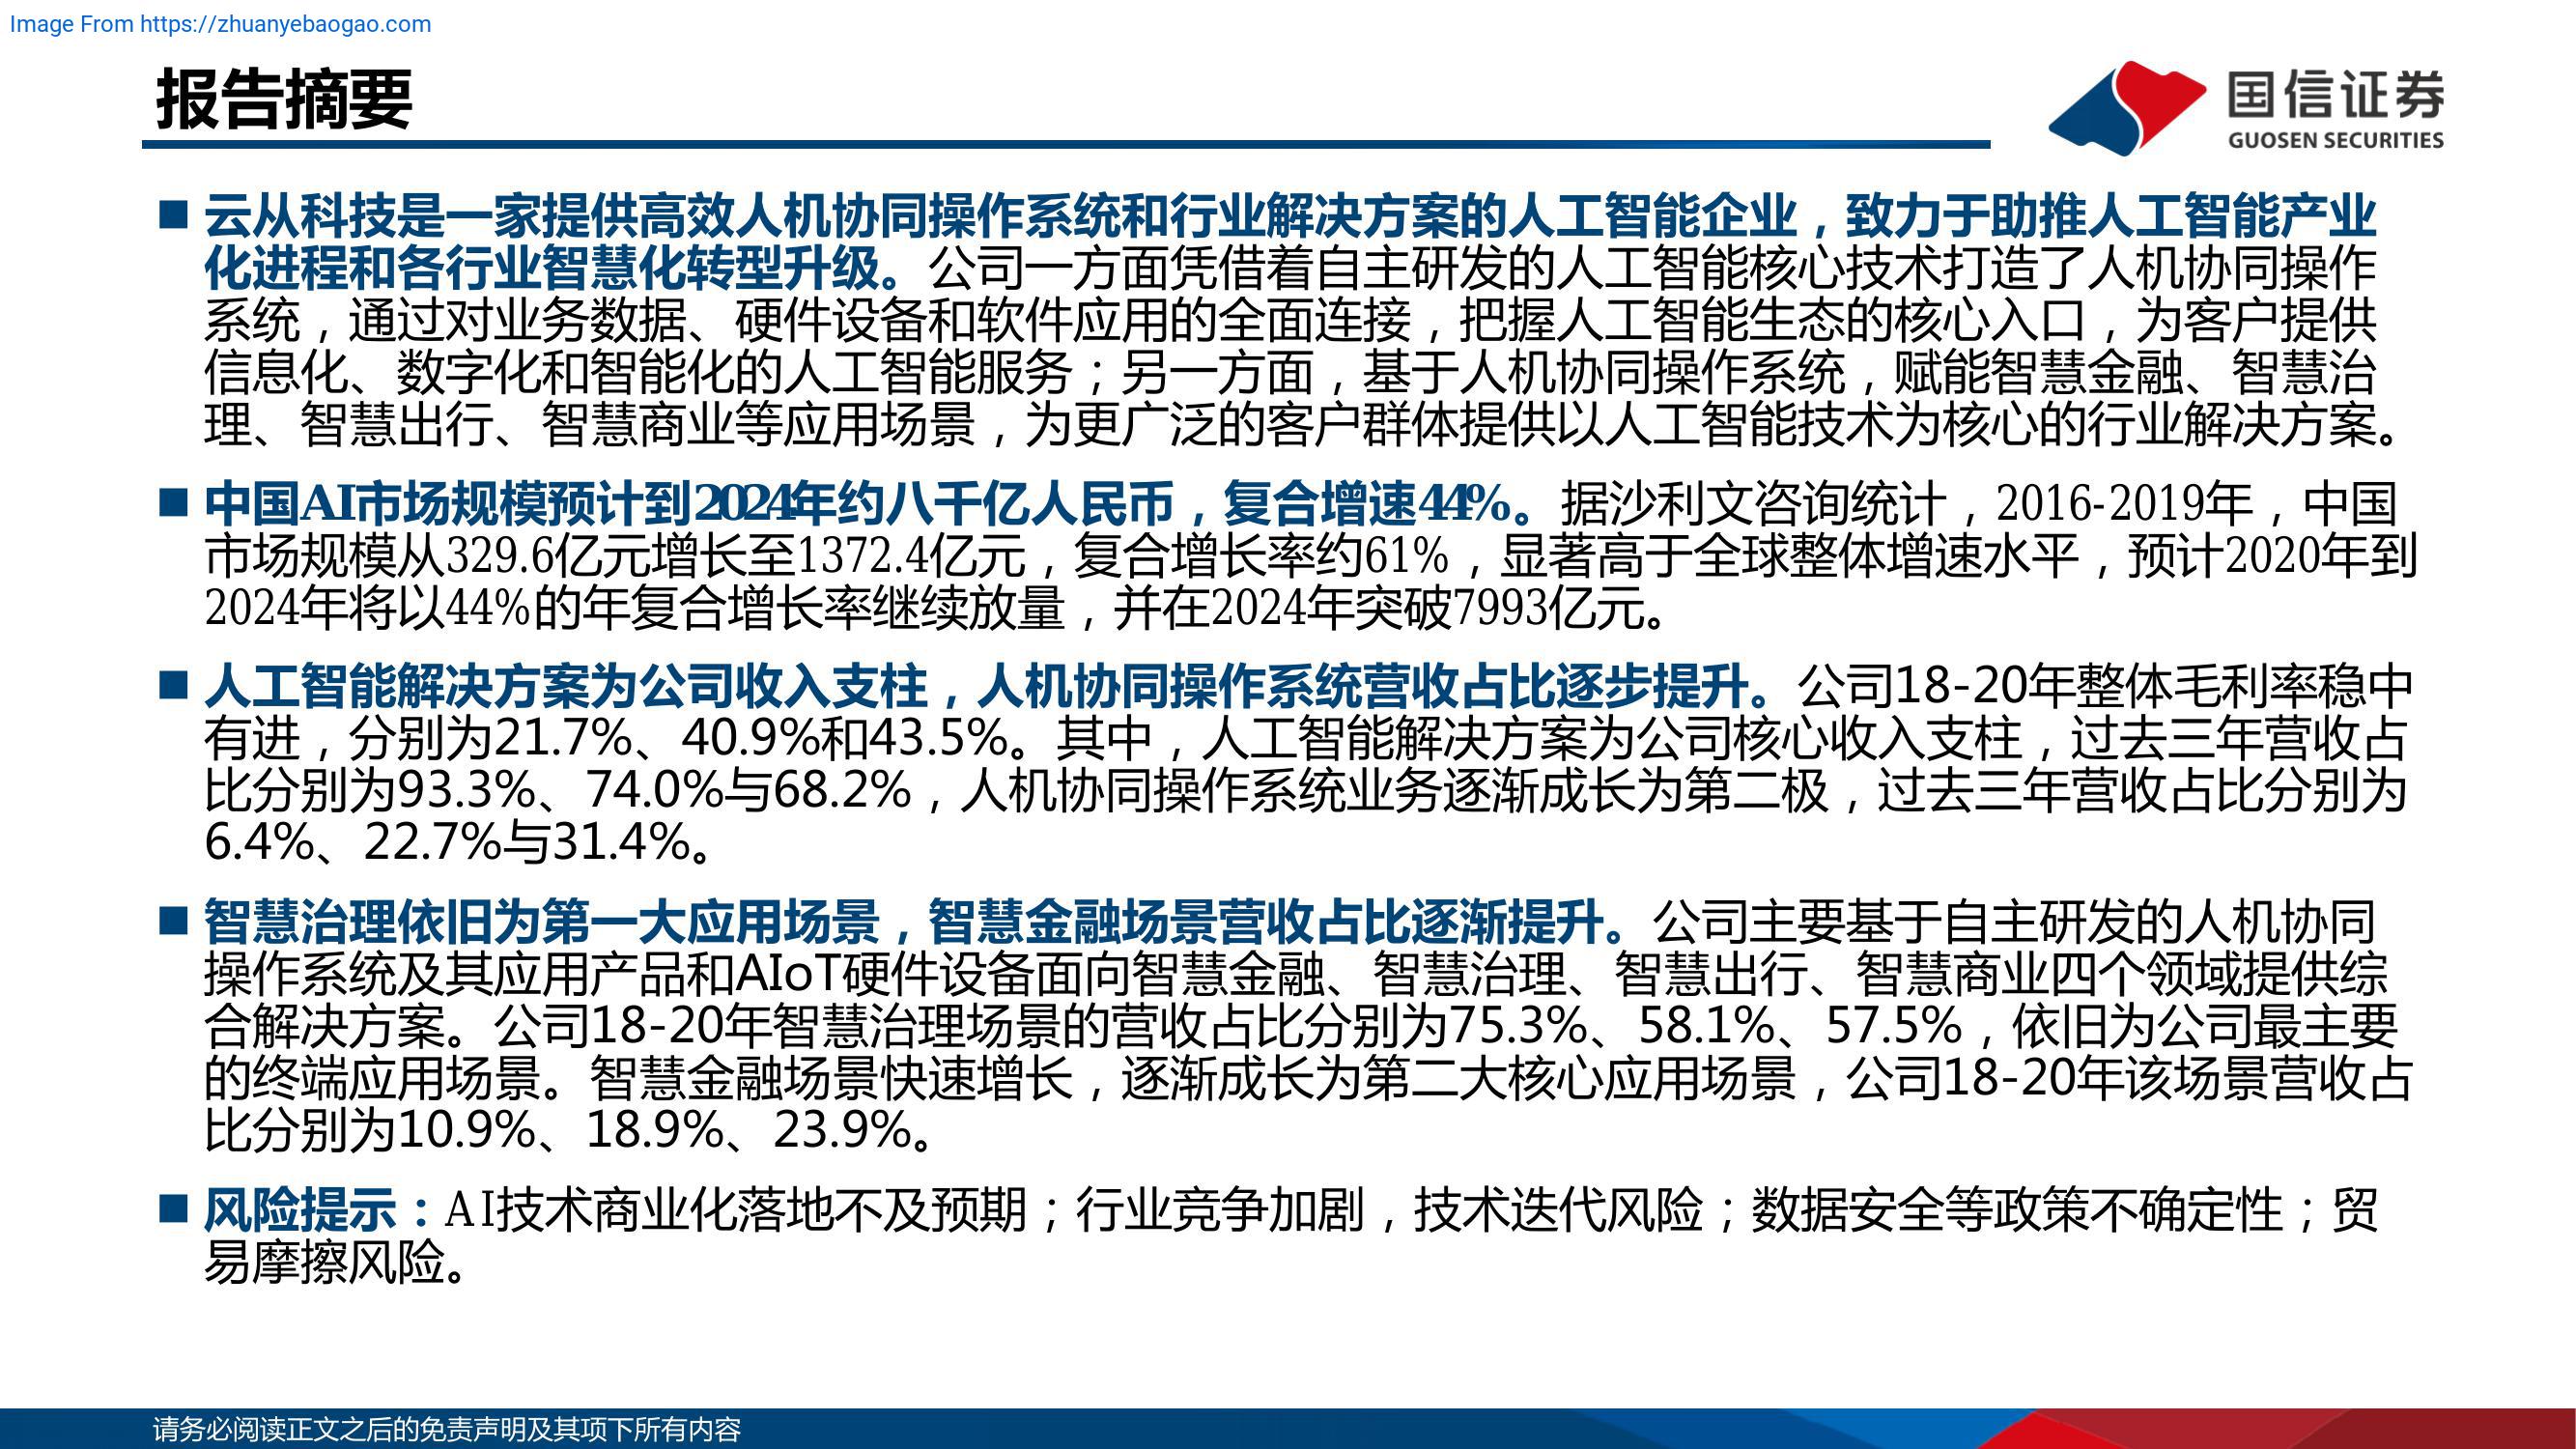 Image From https://zhuanyebaogao.com
报告摘要
国信证券
GUOSEN SECURITIES
■ 云从科技是一家提供高效人机协同操作系统和行业解决方案的人工智能企业，致力于助推人工智能产业
化进程和各行业智慧化转型升级。公司一方面凭借着自主研发的人工智能核心技术打造了人机协同操作
系统，通过对业务数据、硬件设备和软件应用的全面连接，把握人工智能生态的核心入口，为客户提供
信息化、数字化和智能化的人工智能服务；另一方面，基于人机协同操作系统，赋能智慧金融、智慧治
理、智慧出行、智慧商业等应用场景，为更广泛的客户群体提供以人工智能技术为核心的行业解决方案。
■ 中国AI市场规模预计到2024年约八千亿人民币，复合增速44%。据沙利文咨询统计，2016-2019年，中国
市场规模从329.6亿元增长至1372.4亿元，复合增长率约61%，显著高于全球整体增速水平，预计2020年到
2024年将以44%的年复合增长率继续放量，并在2024年突破7993亿元。
■ 人工智能解决方案为公司收入支柱，人机协同操作系统营收占比逐步提升。公司18-20年整体毛利率稳中
有进，分别为21.7%、40.9%和43.5%。其中，人工智能解决方案为公司核心收入支柱，过去三年营收占
比分别为93.3%、74.0%与68.2%，人机协同操作系统业务逐渐成长为第二极，过去三年营收占比分别为
6.4%、22.7%与31.4%。
■ 智慧治理依旧为第一大应用场景，智慧金融场景营收占比逐渐提升。公司主要基于自主研发的人机协同
操作系统及其应用产品和AIoT硬件设备面向智慧金融、智慧治理、智慧出行、智慧商业四个领域提供综
合解决方案。公司18-20年智慧治理场景的营收占比分别为75.3%、58.1%、57.5%，依旧为公司最主要
的终端应用场景。智慧金融场景快速增长，逐渐成长为第二大核心应用场景，公司18-20年该场景营收占
比分别为10.9%、18.9%、23.9%。
■ 风险提示：AI技术商业化落地不及预期；行业竞争加剧，技术迭代风险；数据安全等政策不确定性；贸
易摩擦风险。
请务必阅读正文之后的免责声明及其项下所有内容